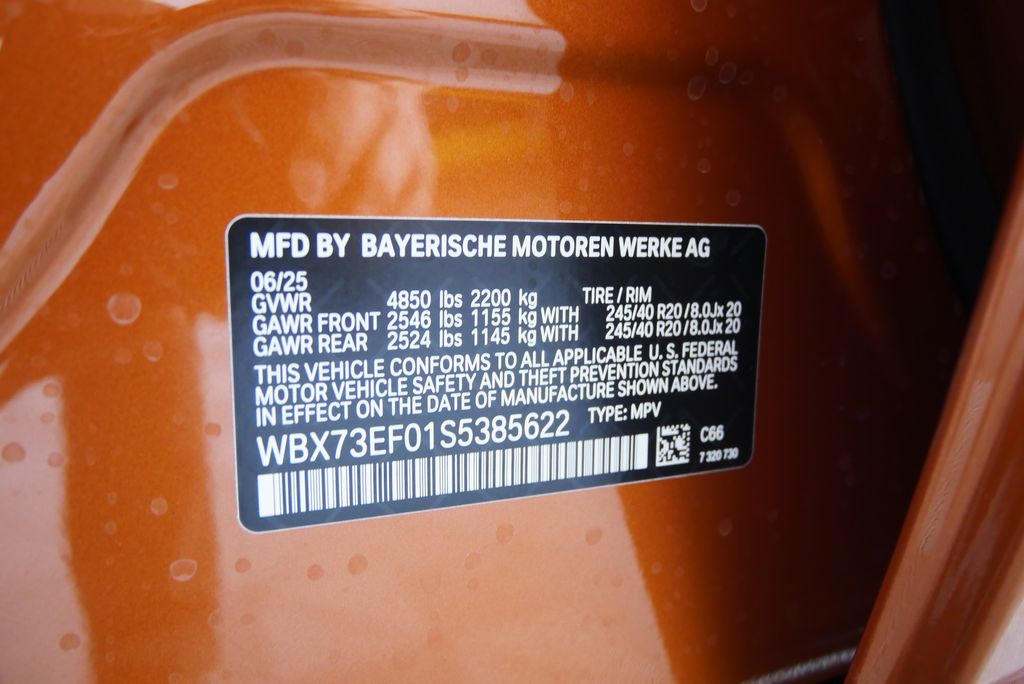 MFD BY BAYERISCHE MOTOREN WERKE AG
06/25
GVWR 4850 lbs 2200 kg TIRE / RIM
GAWR FRONT 2546 lbs 1155 kg WITH 245/40 R20 / 8.0Jx 20
GAWR REAR 2524 lbs 1145 kg WITH 245/40 R20 / 8.0Jx 20
THIS VEHICLE CONFORMS TO ALL APPLICABLE U. S. FEDERAL
MOTOR VEHICLE SAFETY AND THEFT PREVENTION STANDARDS
IN EFFECT ON THE DATE OF MANUFACTURE SHOWN ABOVE.
WBX73EF01S5385622 TYPE: MPV
C66
7 320 730